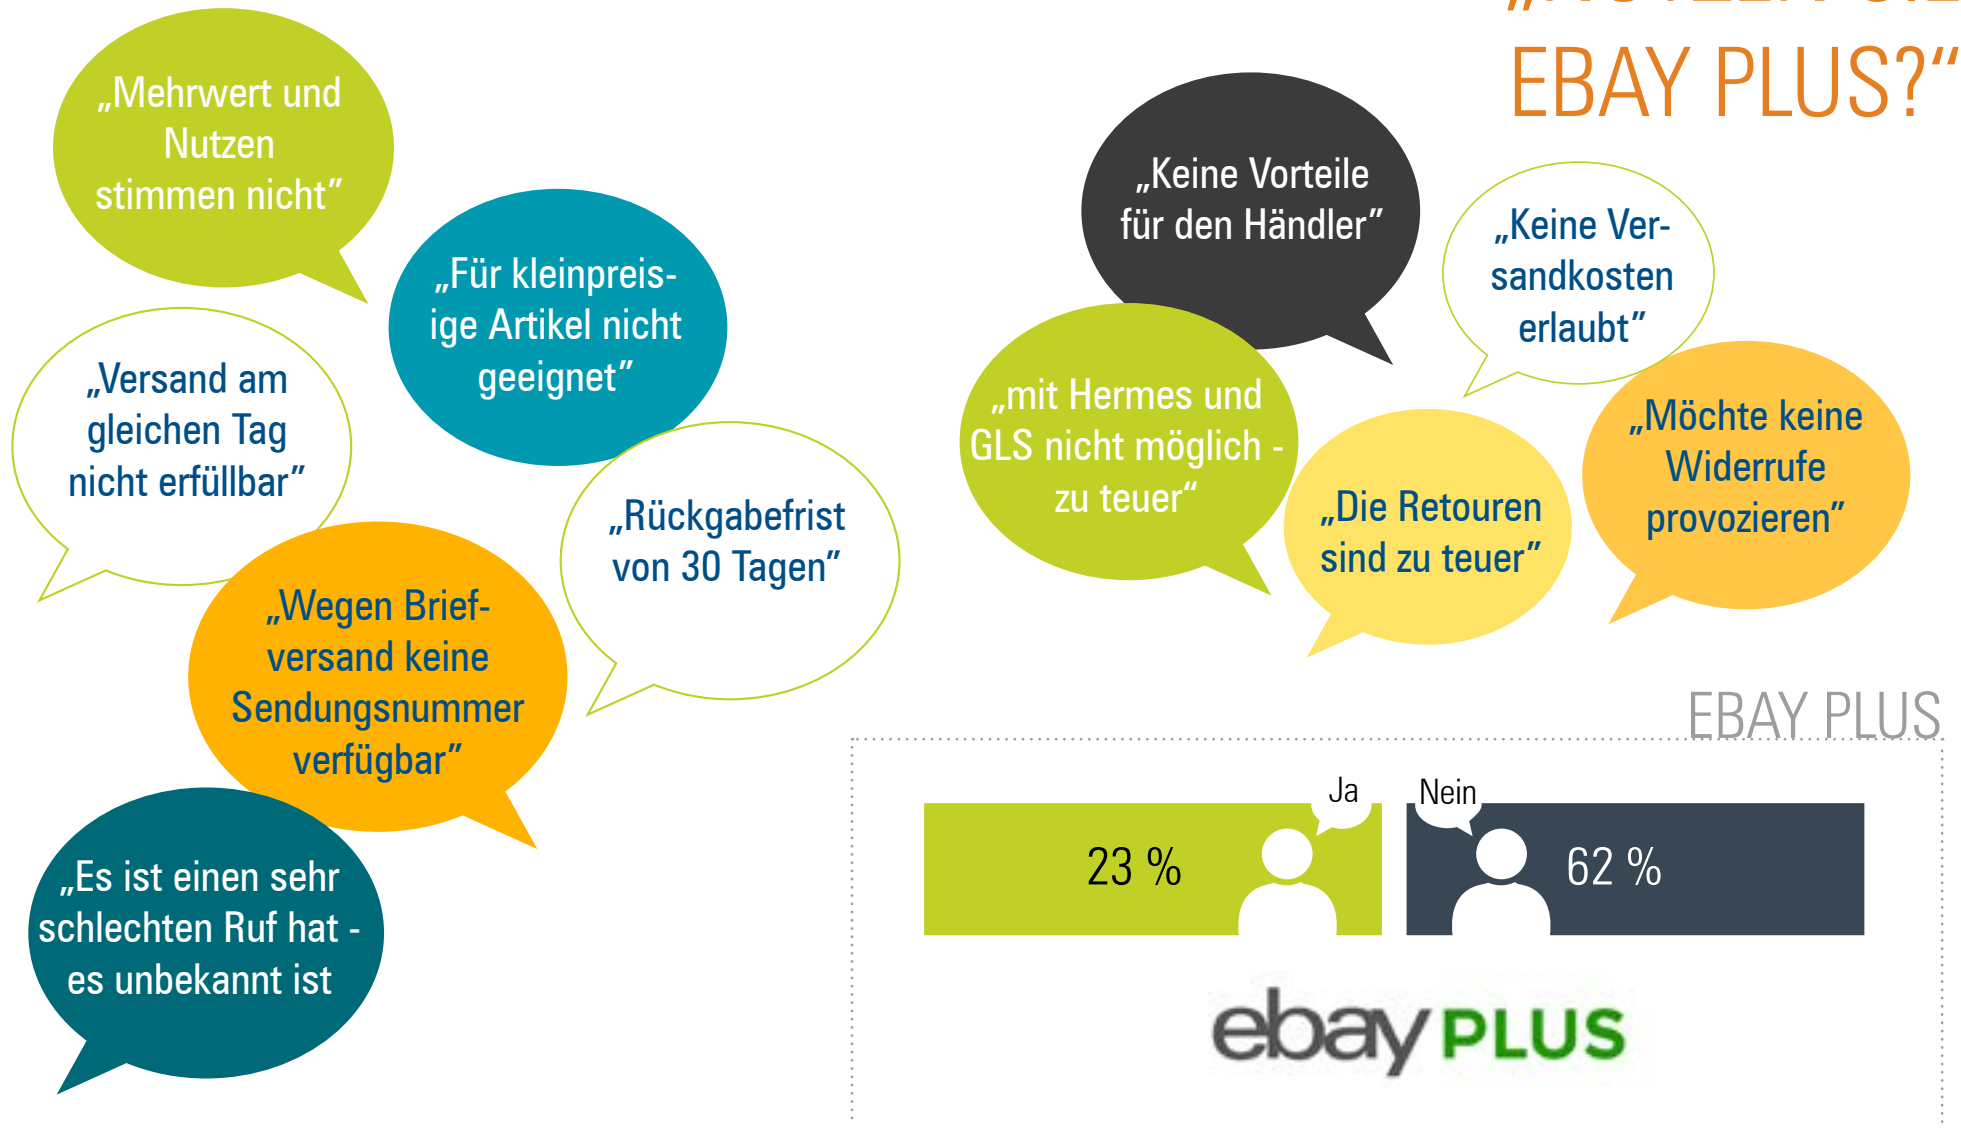 EBAY PLUS?“
„Mehrwert und
Nutzen
stimmen nicht”
„Für kleinpreis-
ige Artikel nicht
geeignet”
„Versand am
gleichen Tag
nicht erfüllbar”
„Rückgabefrist
von 30 Tagen”
„Wegen Brief-
versand keine
Sendungsnummer
verfügbar”
„Es ist einen sehr
schlechten Ruf hat -
es unbekannt ist
„Keine Vorteile
für den Händler”
„Keine Ver-
sandkosten
erlaubt”
„mit Hermes und
GLS nicht möglich -
zu teuer“
„Die Retouren
sind zu teuer”
„Möchte keine
Widerrufe
provozieren”
EBAY PLUS
Ja
Nein
23 %
62 %
ebay PLUS